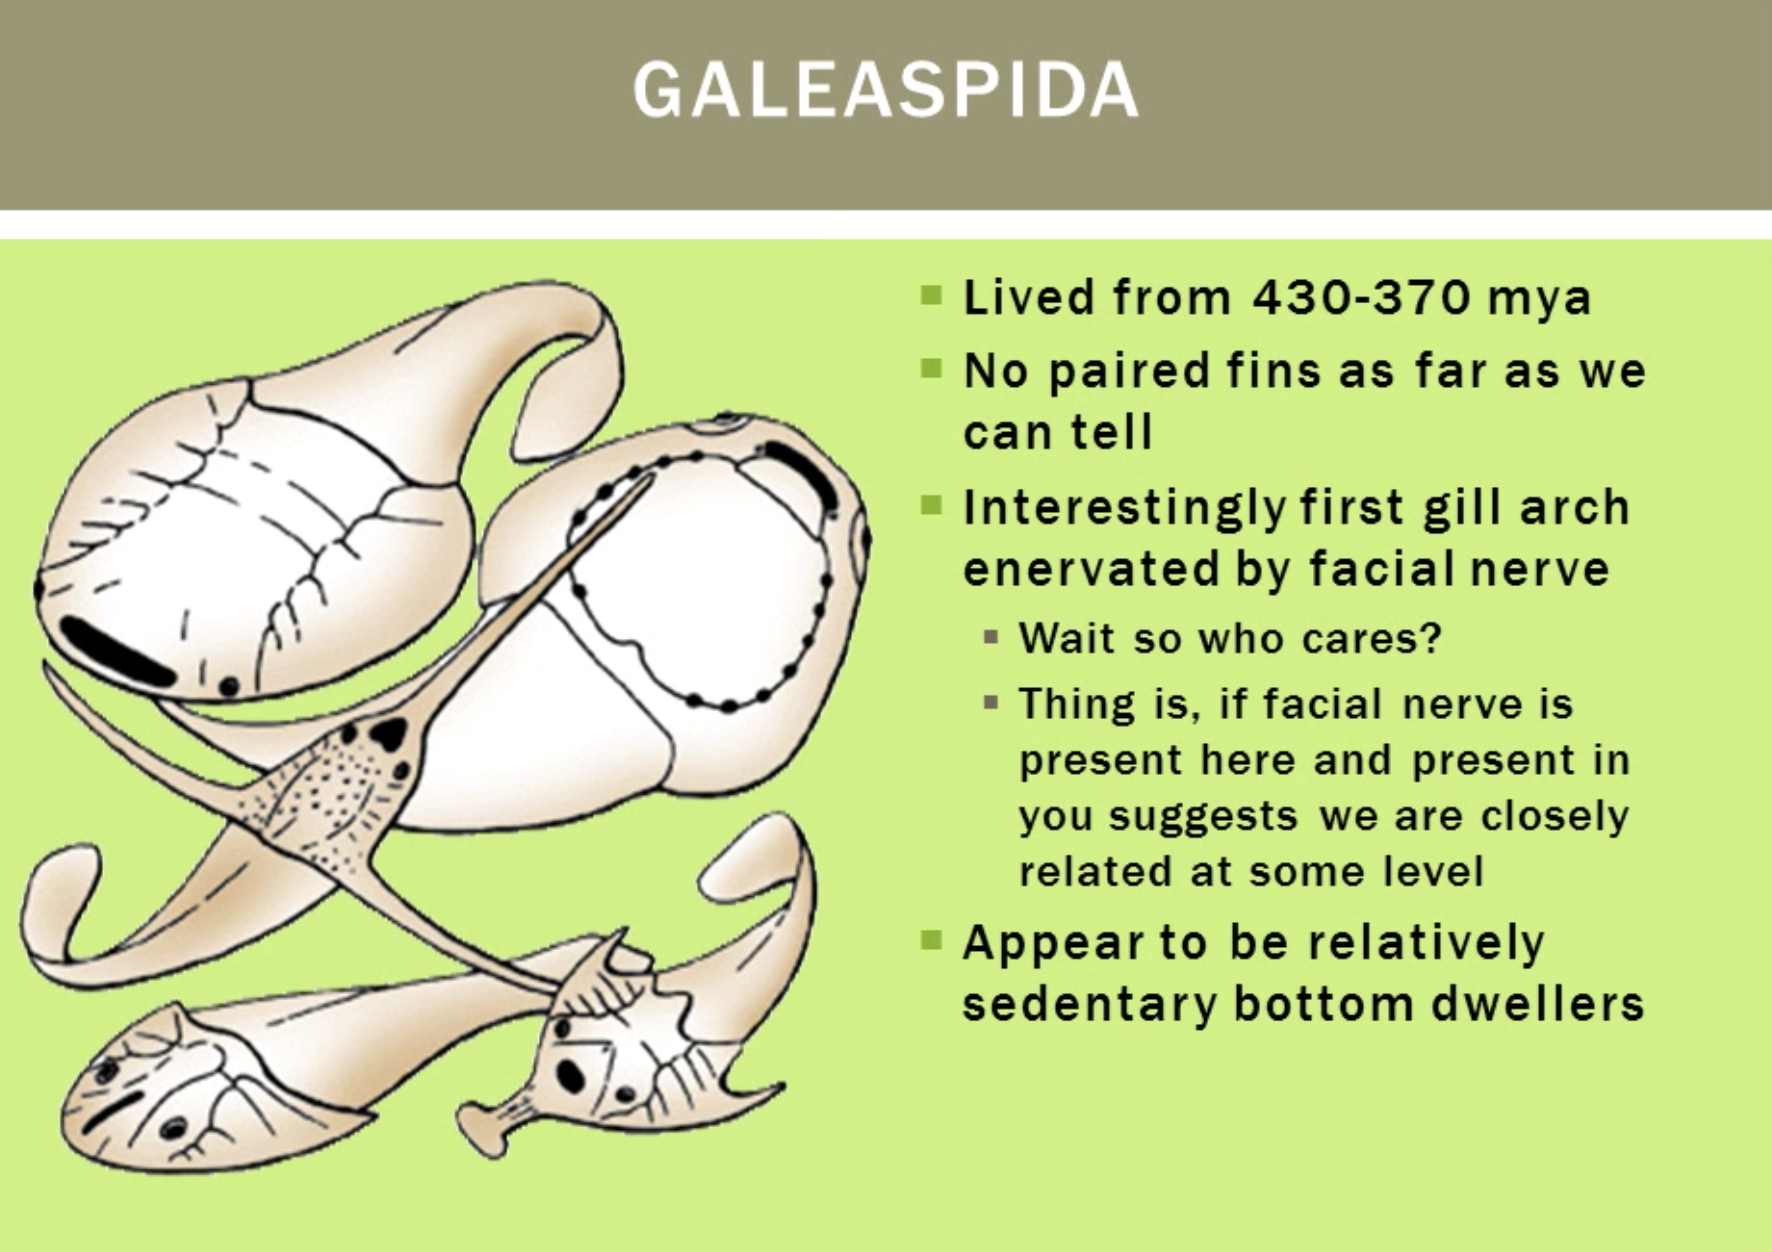 GALEASPIDA
Lived from 430-370 mya
No paired fins as far as we
can tell
Interestingly first gill arch
enervated by facial nerve
Wait so who cares?
Thing is, if facial nerve is
present here and present in
you suggests we are closely
related at some level
Appear to be relatively
sedentary bottom dwellers